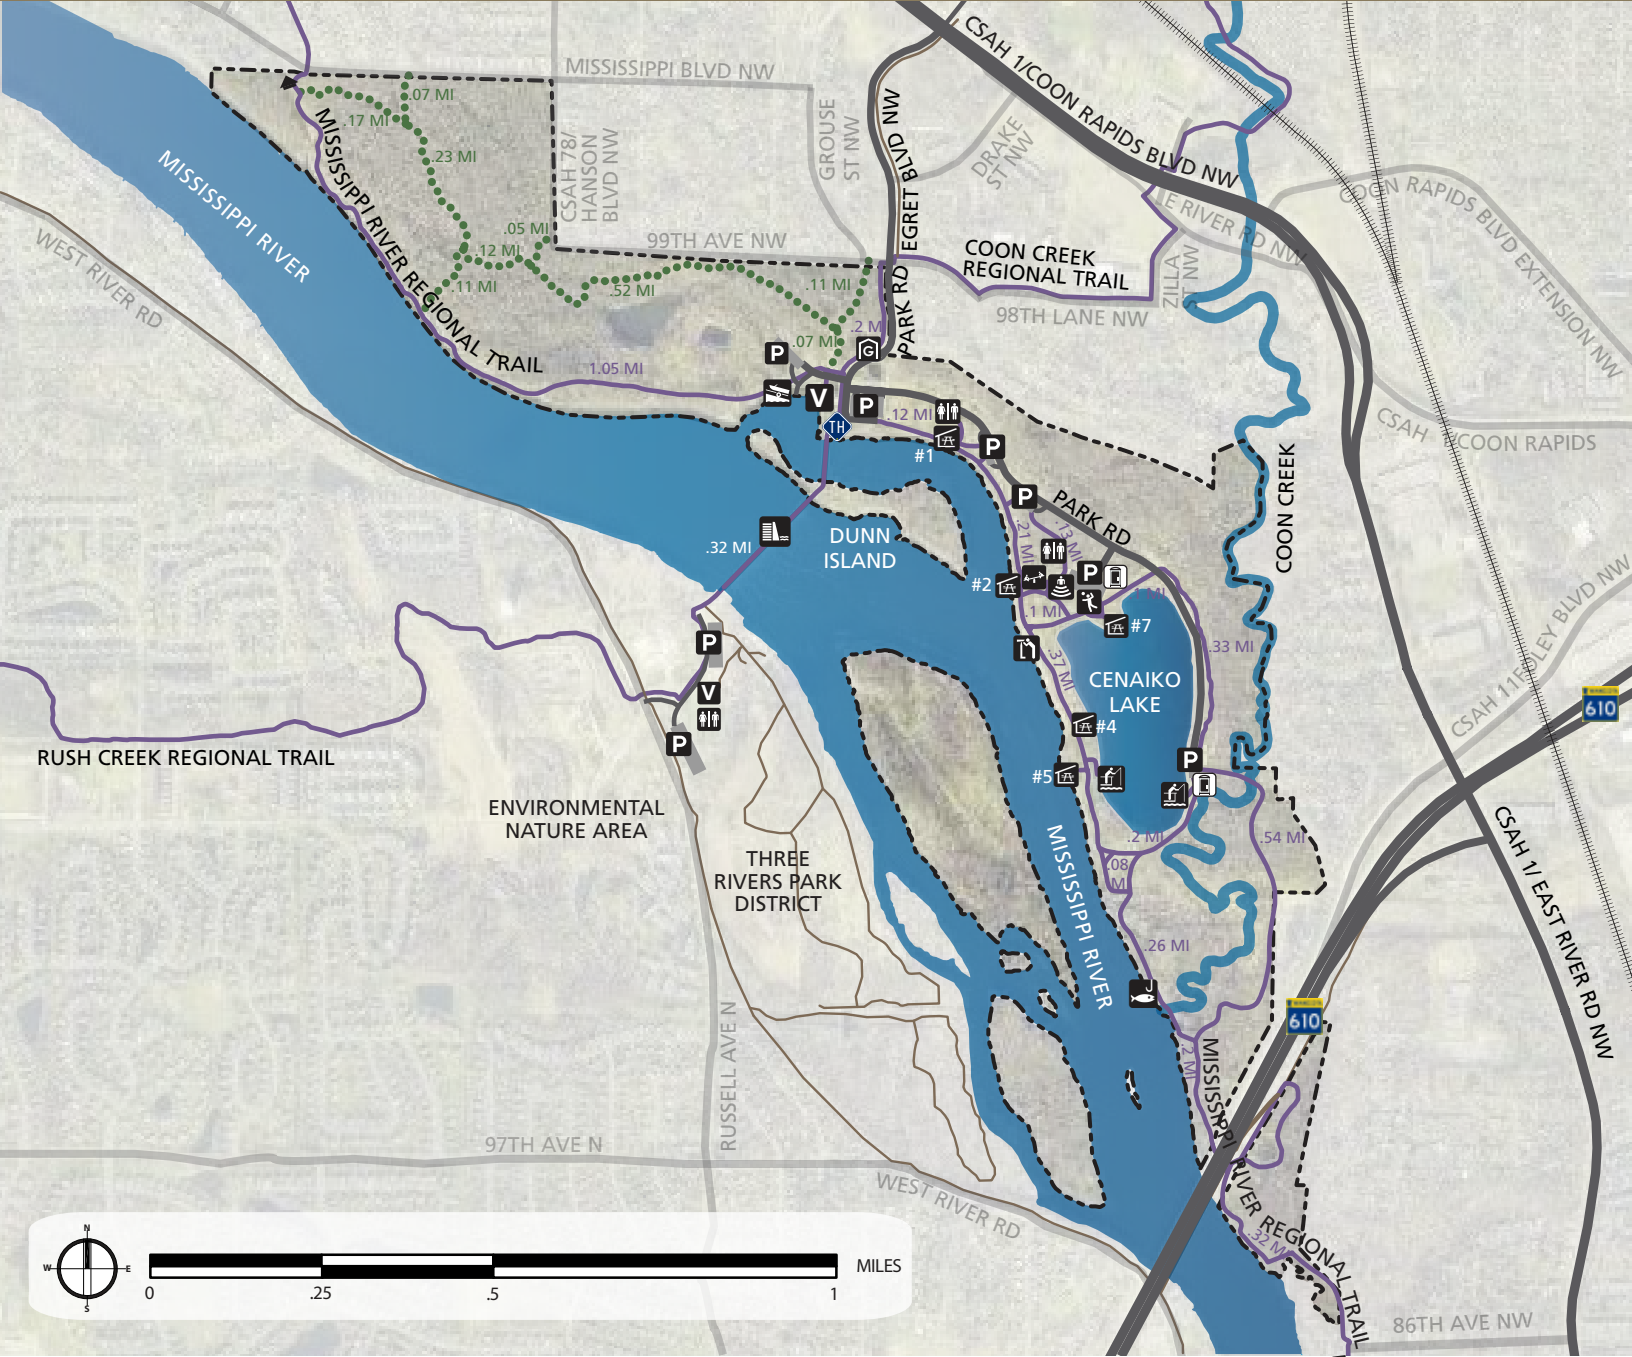 CSAH 1/COON RAPIDS BLVD NW
MISSISSIPPI BLVD NW
.07 MI
.17 MI
.23 MI
MISSISSIPPI RIVER REGIONAL TRAIL
MISSISSIPPI RIVER
WEST RIVER RD
CSAH 78/
HANSON
BLVD NW
GROUSE
ST NW
EGRET BLVD NW
DRAKE
ST NW
COON RAPIDS BLVD EXTENSION NW
E RIVER RD NW
.05 MI
.12 MI
.11 MI
.52 MI
.11 MI
99TH AVE NW
COON CREEK
REGIONAL TRAIL
ZILLA
ST NW
98TH LANE NW
PARK RD
.2 M
G
.07 MI
P
1.05 MI
V
P
TH
.12 MI
#1
P
CSAH
COON RAPIDS
COON CREEK
P
PARK RD
.32 MI
DUNN
ISLAND
.21 MI
.13 MI
#2
P
.1 MI
MI
#7
.33 MI
.37 MI
CENAIKO
LAKE
#4
P
#5
CSAH 11 FOLEY BLVD NW
610
P
V
P
RUSH CREEK REGIONAL TRAIL
ENVIRONMENTAL
NATURE AREA
THREE
RIVERS PARK
DISTRICT
MISSISSIPPI RIVER
.2 MI
.08
M
.54 MI
.26 MI
CSAH 1/ EAST RIVER RD NW
610
.2 MI
MISSISSIPPI RIVER REGIONAL TRAIL
.32 M
RUSSELL AVE N
97TH AVE N
WEST RIVER RD
86TH AVE NW
N
W
E
S
0
.25
.5
1
MILES